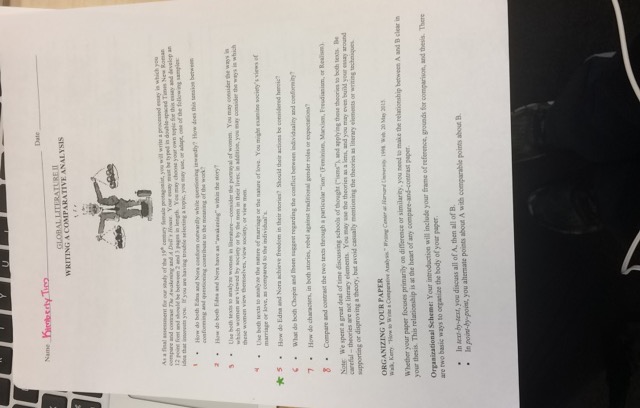 Name Kimberly Tim Date
GLOBAL LITERATURE II
WRITING A COMPARATIVE ANALYSIS
As a final assessment for our study of the 19th century female protagonist, you will write a processed essay in which you
compare and contrast The Awakening and A Doll's House. Your essay must be typed in double-spaced Times New Roman
12 point font and should be between 2 and 3 pages in length. You may choose your own topic for this essay and develop an
idea that interests you. If you are having trouble selecting a topic, you may use, or adapt, one of the following samples:
1 • How do both Edna and Nora conform outwardly while questioning inwardly? How does this tension between
conforming and questioning contribute to the meaning of the work?
2 • How do both Edna and Nora have an "awakening" within the story?
3 • Use both texts to analyze women in literature—consider the portrayal of women. You may consider the ways in
which women are viewed by society or by the men in their lives; in addition, you may consider the ways in which
these women view themselves, view society, or view men.
4 • Use both texts to analyze the nature of marriage or the nature of love. You might examine society's views of
marriage or love, as compared to the individual's.
★ 5 • How do Edna and Nora achieve freedom in their stories? Should their actions be considered heroic?
6 • What do both Chopin and Ibsen suggest regarding the conflict between individuality and conformity?
7 • How do characters, in both stories, rebel against traditional gender roles or expectations?
8 • Compare and contrast the two texts through a particular "ism" (Feminism, Marxism, Freudianism, or Realism).
Note: We spent a great deal of time discussing schools of thought ("isms"), and applying those theories to both texts. Be
careful – theories are not literary elements. You may use the theories as a lens, and you may even build your essay around
supporting or disproving a theory, but avoid casually mentioning the theories as literary elements or writing techniques.
ORGANIZING YOUR PAPER
Walk, Kerry. "How to Write a Comparative Analysis." Writing Center at Harvard University. 1998. Web. 20 May 2015.
Whether your paper focuses primarily on difference or similarity, you need to make the relationship between A and B clear in
your thesis. This relationship is at the heart of any compare-and-contrast paper.
Organizational Scheme: Your introduction will include your frame of reference, grounds for comparison, and thesis. There
are two basic ways to organize the body of your paper.
• In text-by-text, you discuss all of A, then all of B.
• In point-by-point, you alternate points about A with comparable points about B.